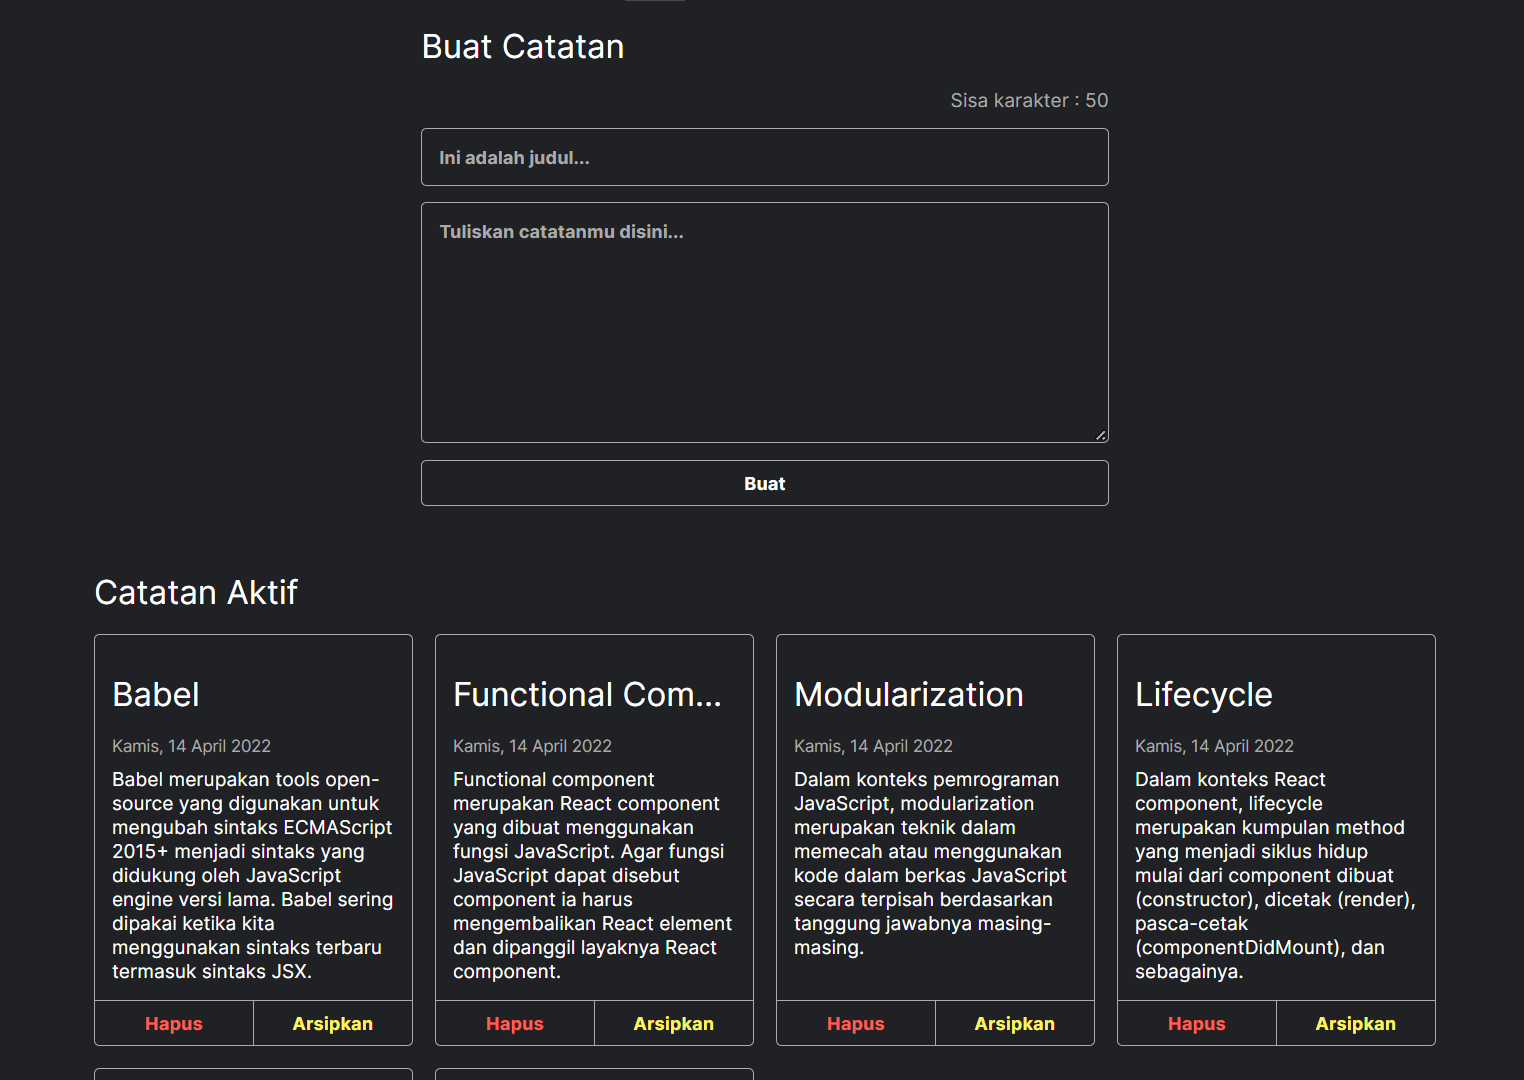 Buat Catatan
Sisa karakter : 50
Ini adalah judul...
Tuliskan catatanmu disini...
Buat
Catatan Aktif
Babel
Kamis, 14 April 2022
Babel merupakan tools open-
source yang digunakan untuk
mengubah sintaks ECMAScript
2015+ menjadi sintaks yang
didukung oleh JavaScript
engine versi lama. Babel sering
dipakai ketika kita
menggunakan sintaks terbaru
termasuk sintaks JSX.
Hapus
Arsipkan
Functional Com...
Kamis, 14 April 2022
Functional component
merupakan React component
yang dibuat menggunakan
fungsi JavaScript. Agar fungsi
JavaScript dapat disebut
component ia harus
mengembalikan React element
dan dipanggil layaknya React
component.
Hapus
Arsipkan
Modularization
Kamis, 14 April 2022
Dalam konteks pemrograman
JavaScript, modularization
merupakan teknik dalam
memecah atau menggunakan
kode dalam berkas JavaScript
secara terpisah berdasarkan
tanggung jawabnya masing-
masing.
Hapus
Arsipkan
Lifecycle
Kamis, 14 April 2022
Dalam konteks React
component, lifecycle
merupakan kumpulan method
yang menjadi siklus hidup
mulai dari component dibuat
(constructor), dicetak (render),
pasca-cetak
(componentDidMount), dan
sebagainya.
Hapus
Arsipkan